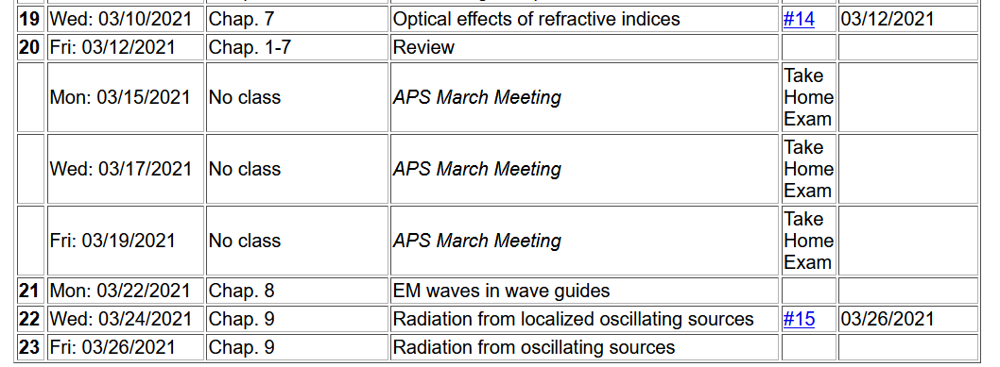 19 Wed: 03/10/2021 Chap. 7 Optical effects of refractive indices #14 03/12/2021
20 Fri: 03/12/2021 Chap. 1-7 Review
Mon: 03/15/2021 No class APS March Meeting Take Home Exam
Wed: 03/17/2021 No class APS March Meeting Take Home Exam
Fri: 03/19/2021 No class APS March Meeting Take Home Exam
21 Mon: 03/22/2021 Chap. 8 EM waves in wave guides
22 Wed: 03/24/2021 Chap. 9 Radiation from localized oscillating sources #15 03/26/2021
23 Fri: 03/26/2021 Chap. 9 Radiation from oscillating sources